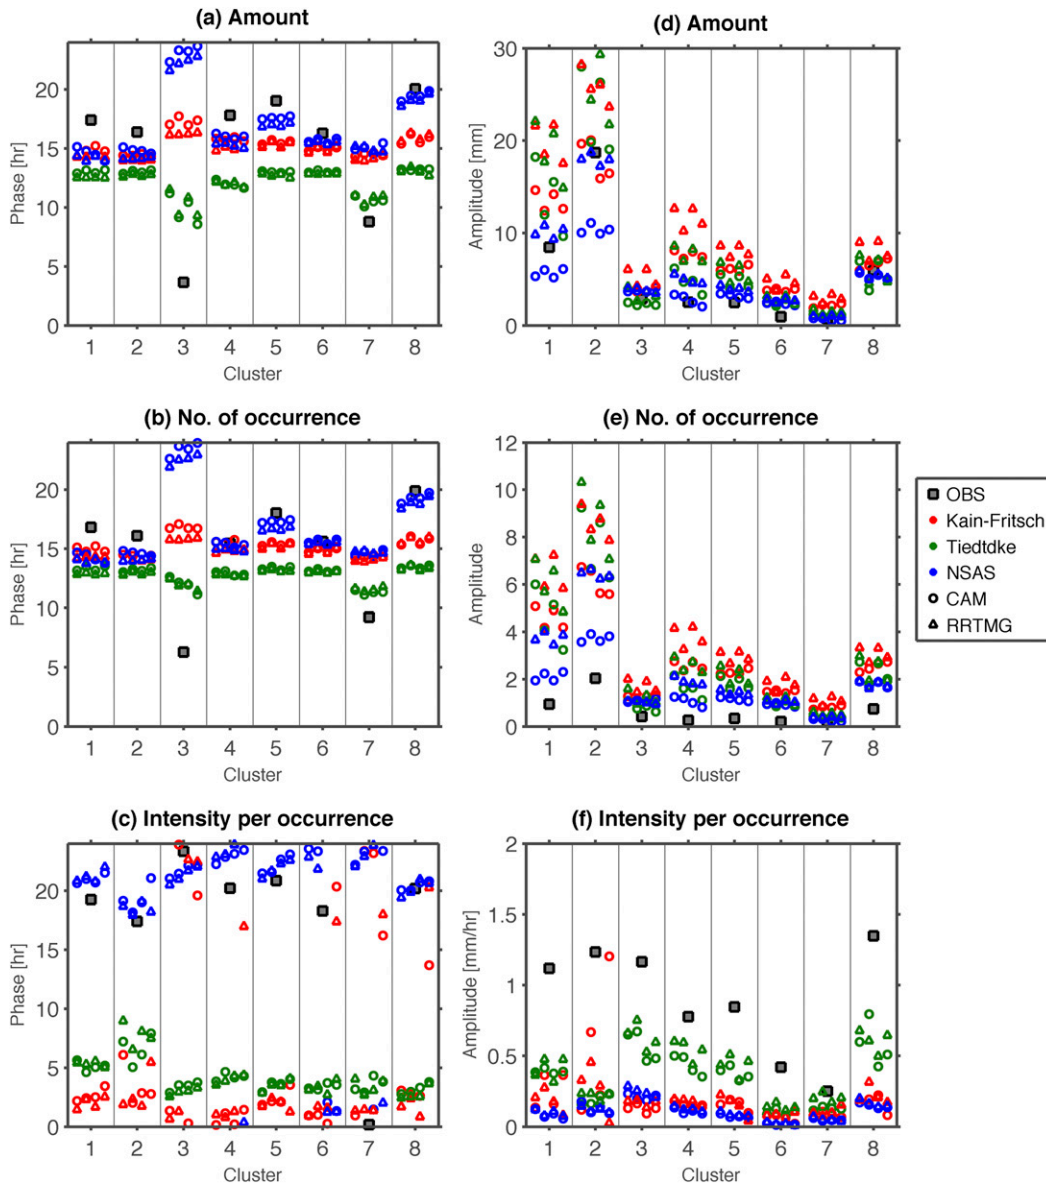 (a) Amount
Phase [hr]
20
15
10
5
0
1 2 3 4 5 6 7 8
Cluster
(d) Amount
Amplitude [mm]
30
20
10
0
1 2 3 4 5 6 7 8
Cluster
(b) No. of occurrence
Phase [hr]
20
15
10
5
0
1 2 3 4 5 6 7 8
Cluster
(e) No. of occurrence
Amplitude
12
10
8
6
4
2
0
1 2 3 4 5 6 7 8
Cluster
OBS
Kain-Fritsch
Tiedtdke
NSAS
CAM
RRTMG
(c) Intensity per occurrence
Phase [hr]
20
15
10
5
0
1 2 3 4 5 6 7 8
Cluster
(f) Intensity per occurrence
Amplitude [mm/hr]
2
1.5
1
0.5
0
1 2 3 4 5 6 7 8
Cluster